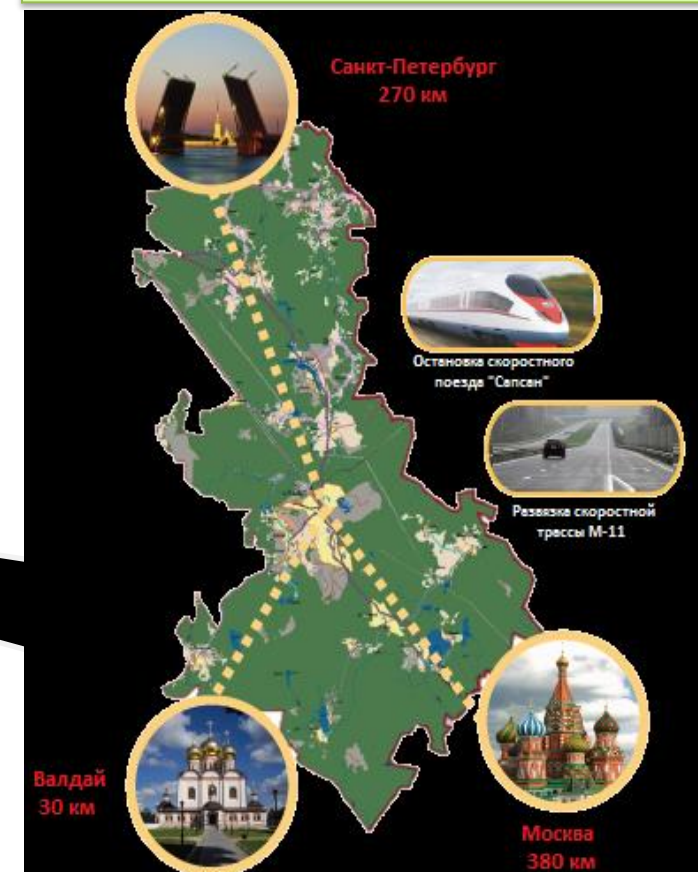 Санкт-Петербург
270 км
Остановка скоростного
поезда "Сапсан"
Развязка скоростной
трассы М-11
Валдай
30 км
Москва
380 км